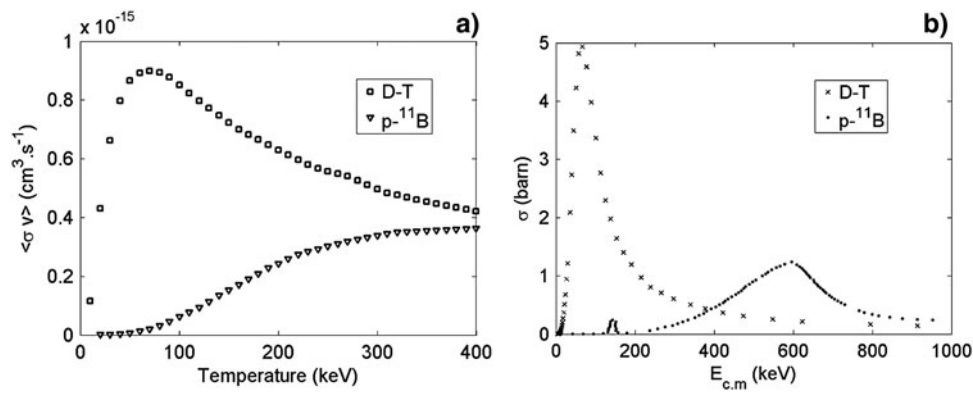 a)
x 10^-15
1
0.8
0.6
0.4
0.2
0
<σ v> (cm^3.s^-1)
D-T
p-^11B
0 100 200 300 400
Temperature (keV)
b)
5
4
3
2
1
0
σ (barn)
D-T
p-^11B
0 200 400 600 800 1000
E_c.m (keV)